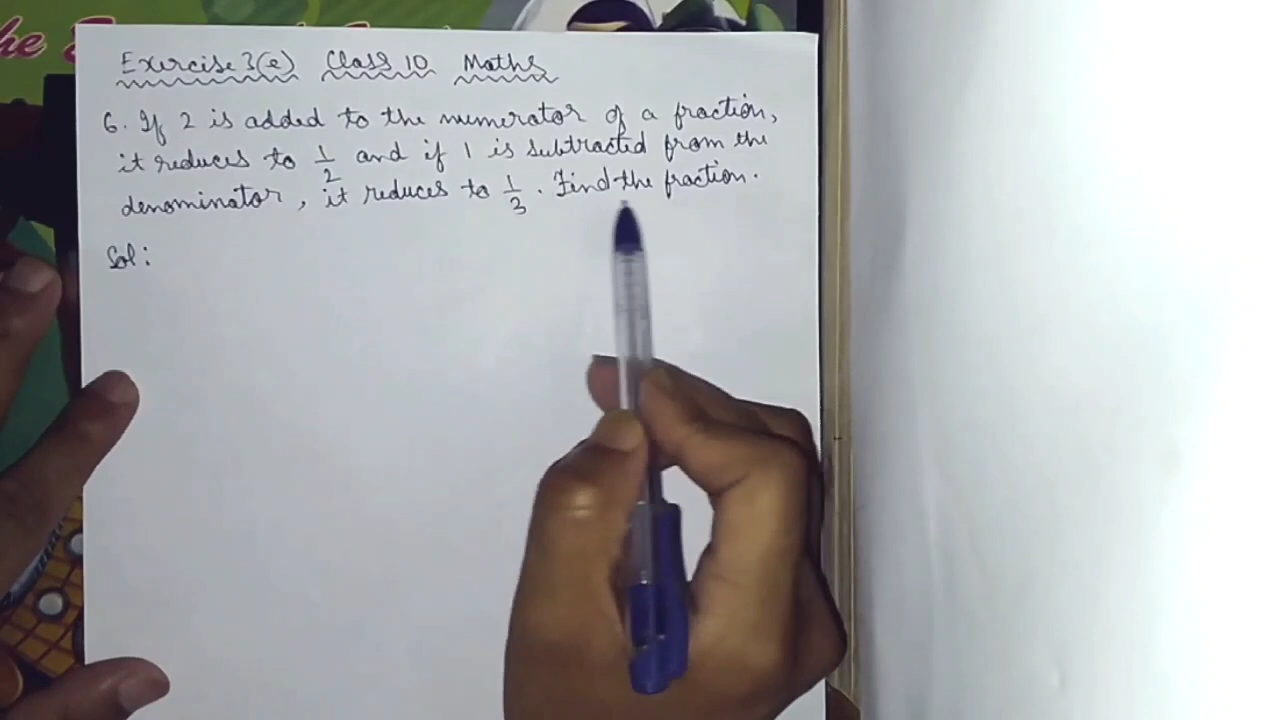 he
Exercise 3(e) Class 10 Maths
6. If 2 is added to the numerator of a fraction,
it reduces to 1/2 and if 1 is subtracted from the
denominator, it reduces to 1/3. Find the fraction.
Sol: